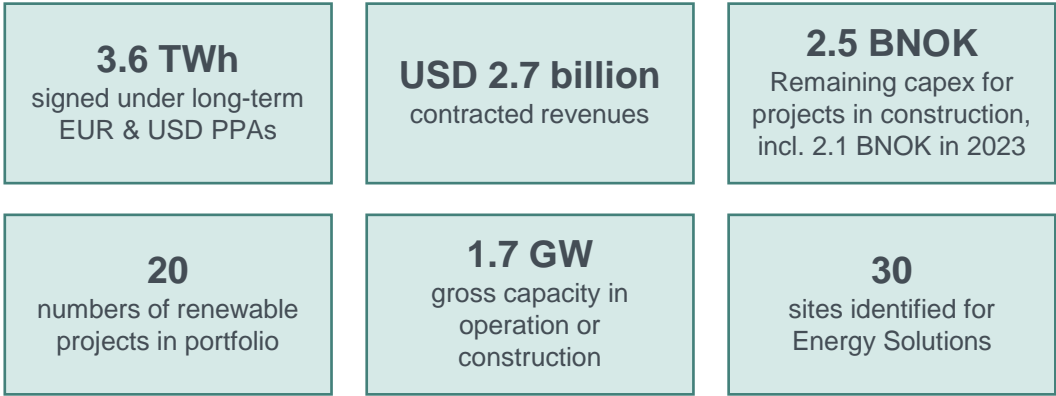 3.6 TWh
signed under long-term
EUR & USD PPAs
USD 2.7 billion
contracted revenues
2.5 BNOK
Remaining capex for
projects in construction,
incl. 2.1 BNOK in 2023
20
numbers of renewable
projects in portfolio
1.7 GW
gross capacity in
operation or
construction
30
sites identified for
Energy Solutions